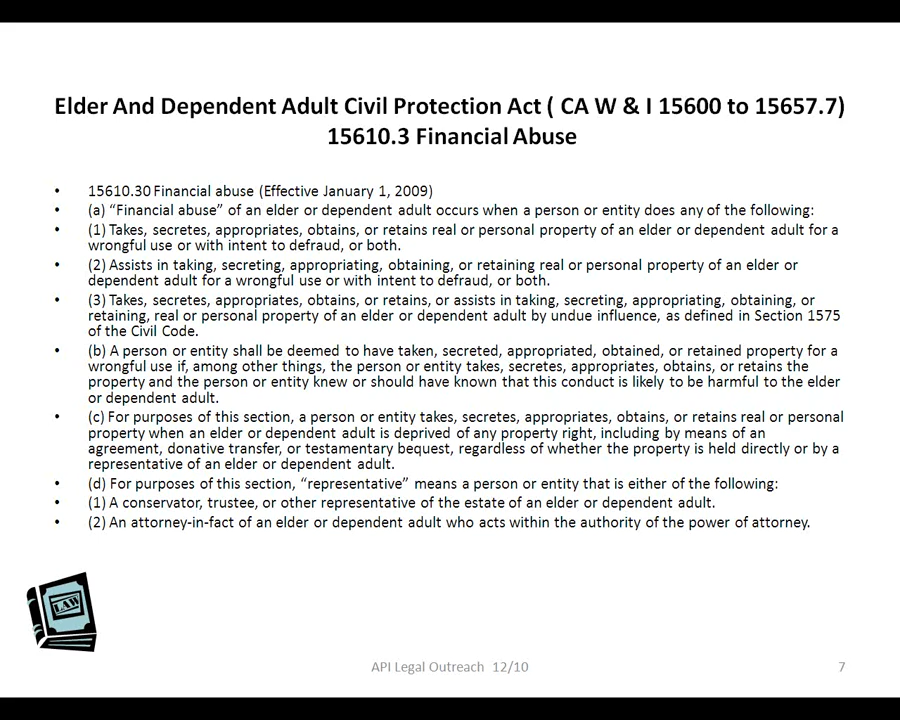 Elder And Dependent Adult Civil Protection Act ( CA W & I 15600 to 15657.7)
15610.3 Financial Abuse
• 15610.30 Financial abuse (Effective January 1, 2009)
• (a) “Financial abuse” of an elder or dependent adult occurs when a person or entity does any of the following:
• (1) Takes, secretes, appropriates, obtains, or retains real or personal property of an elder or dependent adult for a
wrongful use or with intent to defraud, or both.
• (2) Assists in taking, secreting, appropriating, obtaining, or retaining real or personal property of an elder or
dependent adult for a wrongful use or with intent to defraud, or both.
• (3) Takes, secretes, appropriates, obtains, or retains, or assists in taking, secreting, appropriating, obtaining, or
retaining, real or personal property of an elder or dependent adult by undue influence, as defined in Section 1575
of the Civil Code.
• (b) A person or entity shall be deemed to have taken, secreted, appropriated, obtained, or retained property for a
wrongful use if, among other things, the person or entity takes, secretes, appropriates, obtains, or retains the
property and the person or entity knew or should have known that this conduct is likely to be harmful to the elder
or dependent adult.
• (c) For purposes of this section, a person or entity takes, secretes, appropriates, obtains, or retains real or personal
property when an elder or dependent adult is deprived of any property right, including by means of an
agreement, donative transfer, or testamentary bequest, regardless of whether the property is held directly or by a
representative of an elder or dependent adult.
• (d) For purposes of this section, “representative” means a person or entity that is either of the following:
• (1) A conservator, trustee, or other representative of the estate of an elder or dependent adult.
• (2) An attorney-in-fact of an elder or dependent adult who acts within the authority of the power of attorney.
LAW
API Legal Outreach 12/10
7